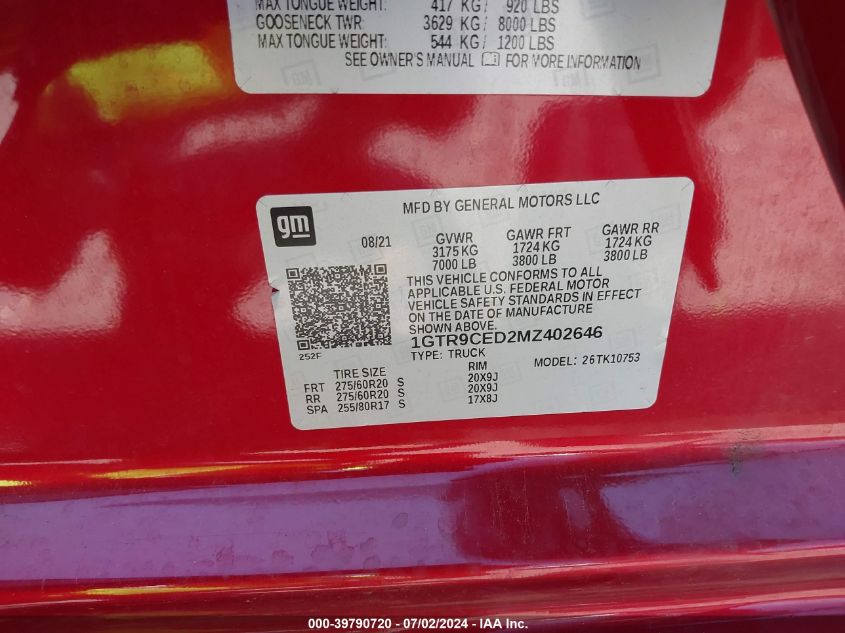 MAX TONGUE WEIGHT: 417 KG/ 920 LBS
GOOSENECK TWR: 3629 KG/ 8000 LBS
MAX TONGUE WEIGHT: 544 KG/ 1200 LBS
SEE OWNER'S MANUAL FOR MORE INFORMATION
gm
MFD BY GENERAL MOTORS LLC
08/21 GVWR GAWR FRT GAWR RR
3175 KG 1724 KG 1724 KG
7000 LB 3800 LB 3800 LB
THIS VEHICLE CONFORMS TO ALL
APPLICABLE U.S. FEDERAL MOTOR
VEHICLE SAFETY STANDARDS IN EFFECT
ON THE DATE OF MANUFACTURE
SHOWN ABOVE.
1GTR9CED2MZ402646
252F
TYPE: TRUCK MODEL: 26TK10753
TIRE SIZE RIM
FRT 275/60R20 S 20X9J
RR 275/60R20 S 20X9J
SPA 255/80R17 S 17X8J
000-39790720 - 07/02/2024 - IAA Inc.